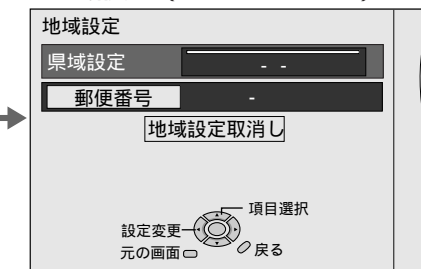 地域設定
県域設定 - -
郵便番号 -
地域設定取消し
項目選択
設定変更
元の画面 戻る